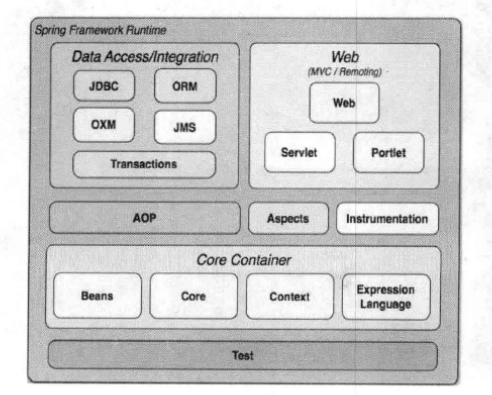 Spring Framework Runtime
Data Access/Integration
JDBC
ORM
OXM
JMS
Transactions
Web
(MVC / Remoting)
Web
Servlet
Portlet
AOP
Aspects
Instrumentation
Core Container
Beans
Core
Context
Expression
Language
Test